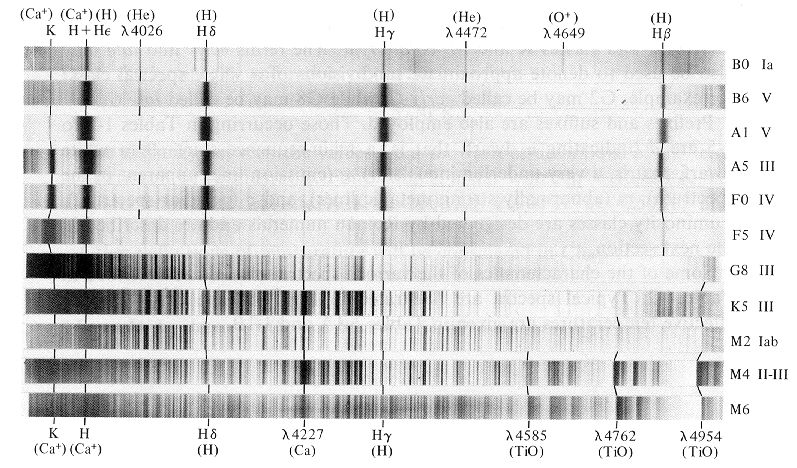 (Ca⁺) (Ca⁺) (H) (He) (H) (H) (He) (O⁺) (H)
K H+Hϵ λ4026 Hδ Hγ λ4472 λ4649 Hβ
B0 Ia
B6 V
A1 V
A5 III
F0 IV
F5 IV
G8 III
K5 III
M2 Iab
M4 II-III
M6
K H Hδ λ4227 Hγ λ4585 λ4762 λ4954
(Ca⁺) (Ca⁺) (H) (Ca) (H) (TiO) (TiO) (TiO)